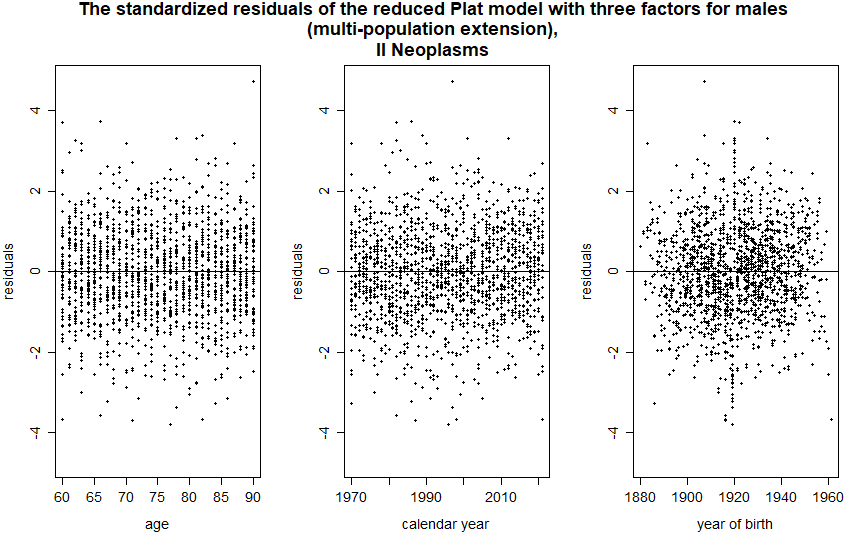 The standardized residuals of the reduced Plat model with three factors for males
(multi-population extension),
II Neoplasms
residuals
4
2
0
-2
-4
60 65 70 75 80 85 90
age
residuals
4
2
0
-2
-4
1970 1990 2010
calendar year
residuals
4
2
0
-2
-4
1880 1900 1920 1940 1960
year of birth